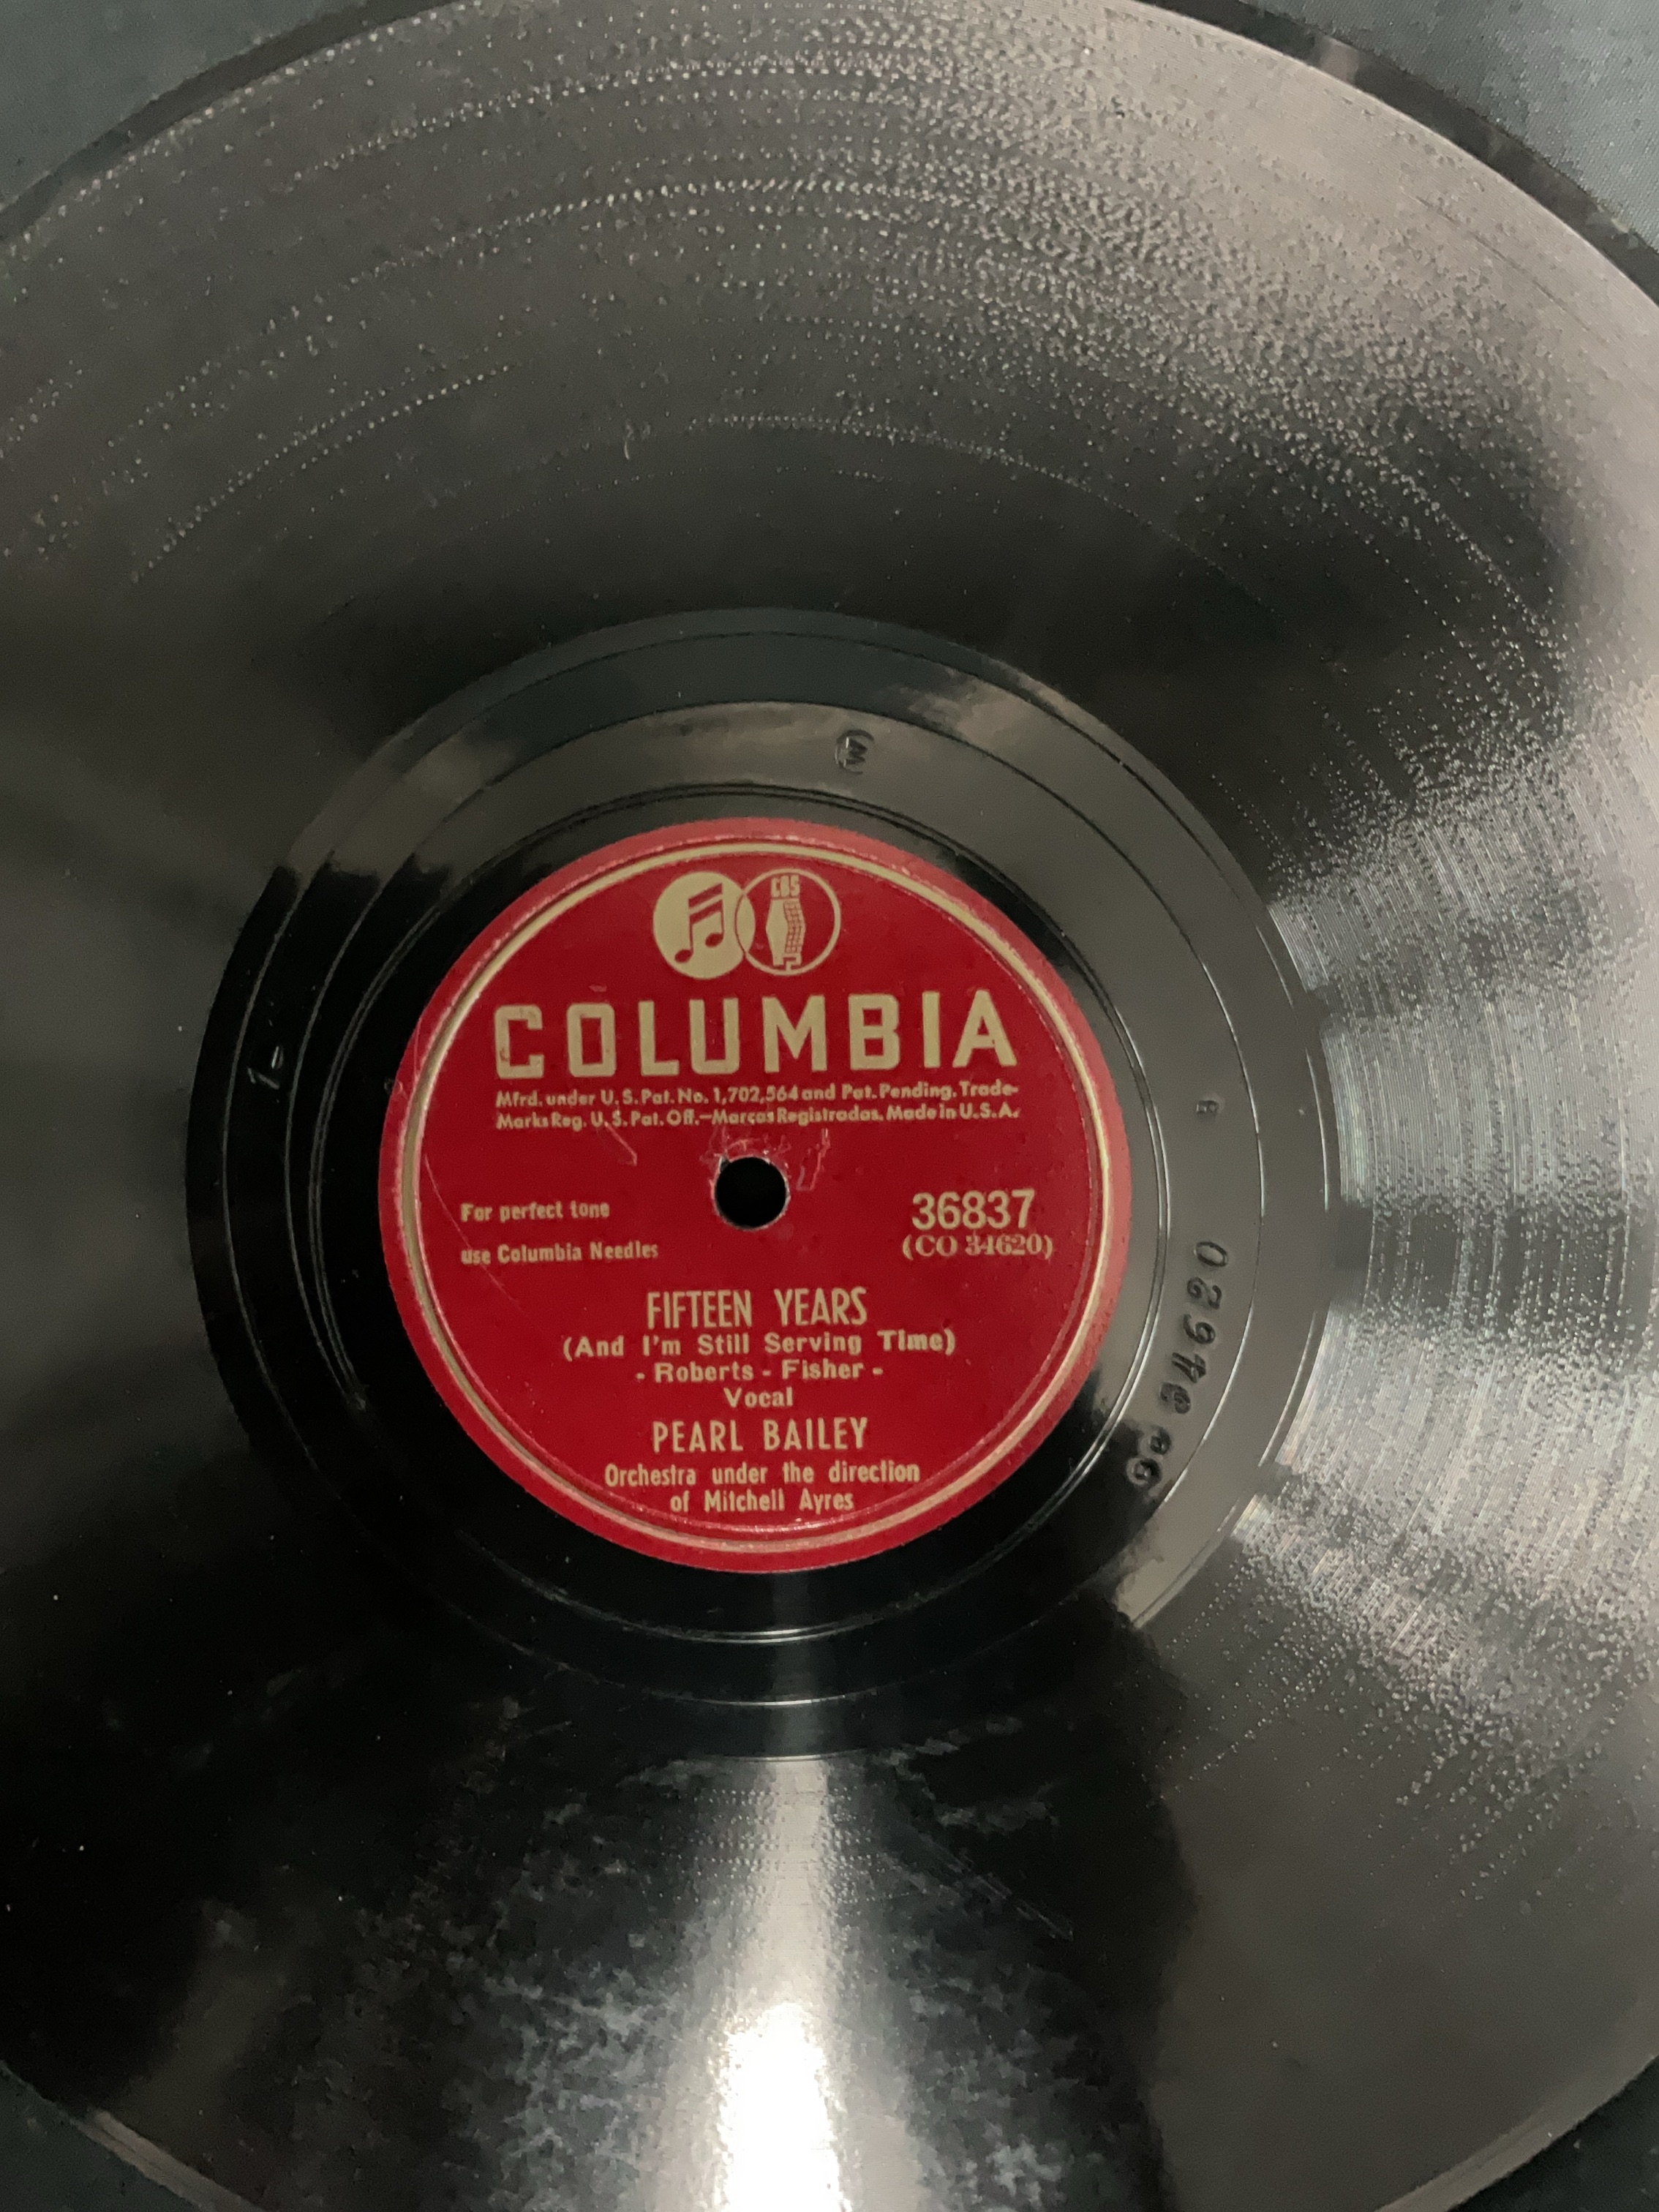 CBS
COLUMBIA
Mfrd. under U.S. Pat. No. 1,702,564 and Pat. Pending. Trade-
Marks Reg. U.S. Pat. Off.—Marcas Registradas. Made in U.S.A.
For perfect tone
use Columbia Needles
36837
(CO 34620)
FIFTEEN YEARS
(And I'm Still Serving Time)
- Roberts - Fisher -
Vocal
PEARL BAILEY
Orchestra under the direction
of Mitchell Ayres
CO 34620